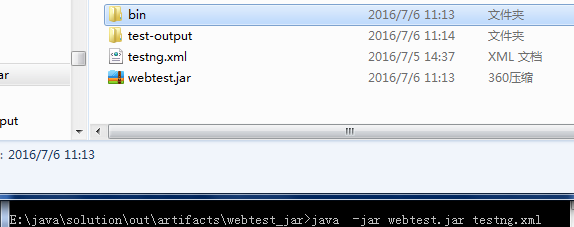 bin 2016/7/6 11:13 文件夹
test-output 2016/7/6 11:14 文件夹
testng.xml 2016/7/5 14:37 XML 文档
webtest.jar 2016/7/6 11:13 360压缩
ar
put
: 2016/7/6 11:13
E:\java\solution\out\artifacts\webtest_jar>java -jar webtest.jar testng.xml